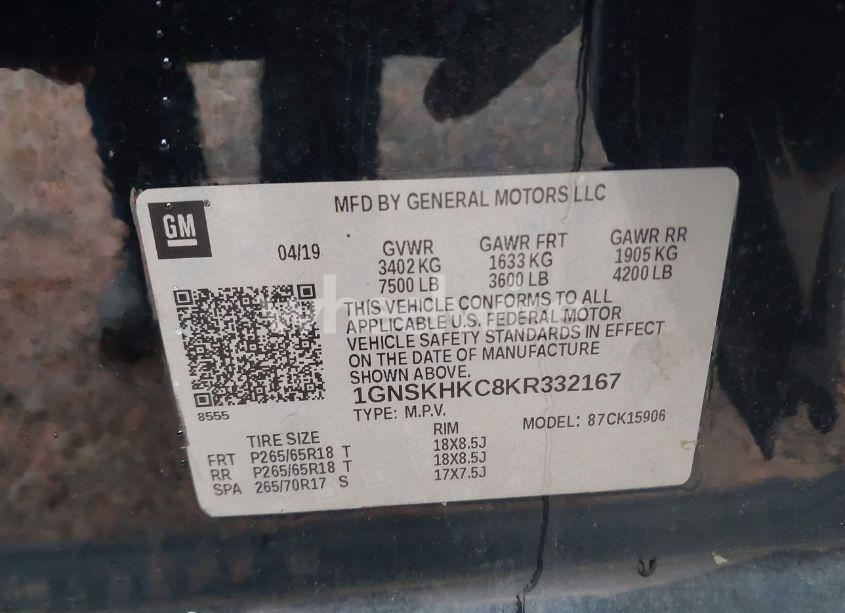 GM
MFD BY GENERAL MOTORS LLC
04/19
GVWR GAWR FRT GAWR RR
3402 KG 1633 KG 1905 KG
7500 LB 3600 LB 4200 LB
THIS VEHICLE CONFORMS TO ALL
APPLICABLE U.S. FEDERAL MOTOR
VEHICLE SAFETY STANDARDS IN EFFECT
ON THE DATE OF MANUFACTURE
SHOWN ABOVE.
1GNSKHKC8KR332167
8555
TYPE: M.P.V. MODEL: 87CK15906
TIRE SIZE RIM
FRT P265/65R18 T 18X8.5J
RR P265/65R18 T 18X8.5J
SPA 265/70R17 S 17X7.5J